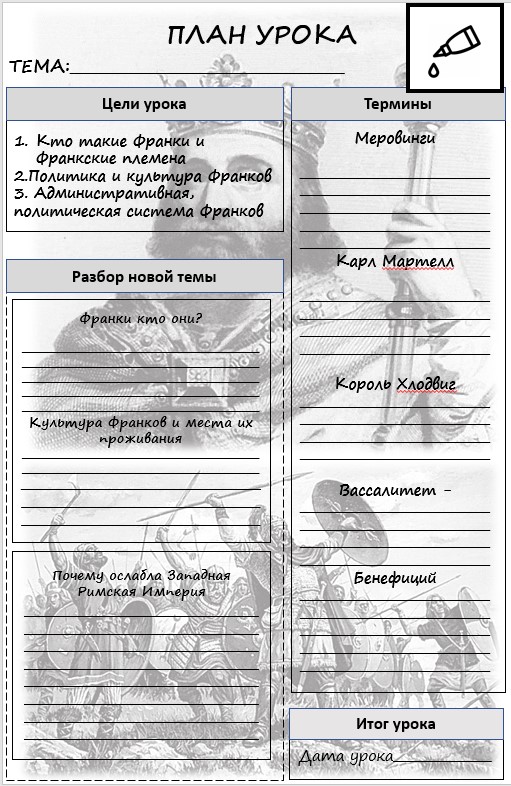 ПЛАН УРОКА
ТЕМА:
Цели урока
1. Кто такие Франки и
Франкские племена
2.Политика и культура Франков
3. Административная,
политическая система Франков
Разбор новой темы
Франки кто они?
Культура Франков и места их
проживания
Почему ослабла Западная
Римская Империя
Термины
Меровинги
Карл Мартелл
Король Хлодвиг
Вассалитет -
Бенефиций
Итог урока
Дата урока